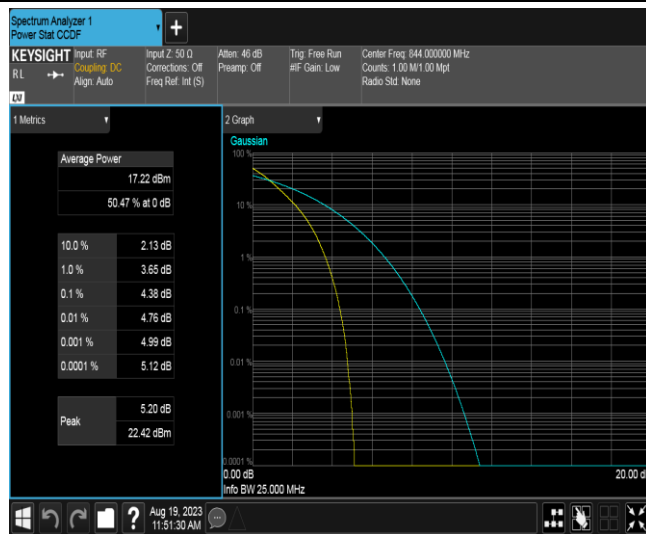 Spectrum Analyzer 1
Power Stat CCDF
+
KEYSIGHT
RL
LXI
Input: RF
Coupling: DC
Align: Auto
Input Z: 50 Ω
Corrections: Off
Freq Ref: Int (S)
Atten: 46 dB
Preamp: Off
Trig: Free Run
#IF Gain: Low
Center Freq: 844.000000 MHz
Counts: 1.00 M/1.00 Mpt
Radio Std: None
1 Metrics
Average Power
17.22 dBm
50.47 % at 0 dB
10.0 % 2.13 dB
1.0 % 3.65 dB
0.1 % 4.38 dB
0.01 % 4.76 dB
0.001 % 4.99 dB
0.0001 % 5.12 dB
Peak
5.20 dB
22.42 dBm
2 Graph
Gaussian
100 %
10 %
1 %
0.1 %
0.01 %
0.001 %
0.0001 %
0.00 dB 20.00 d
Info BW 25.000 MHz
?
Aug 19, 2023
11:51:30 AM